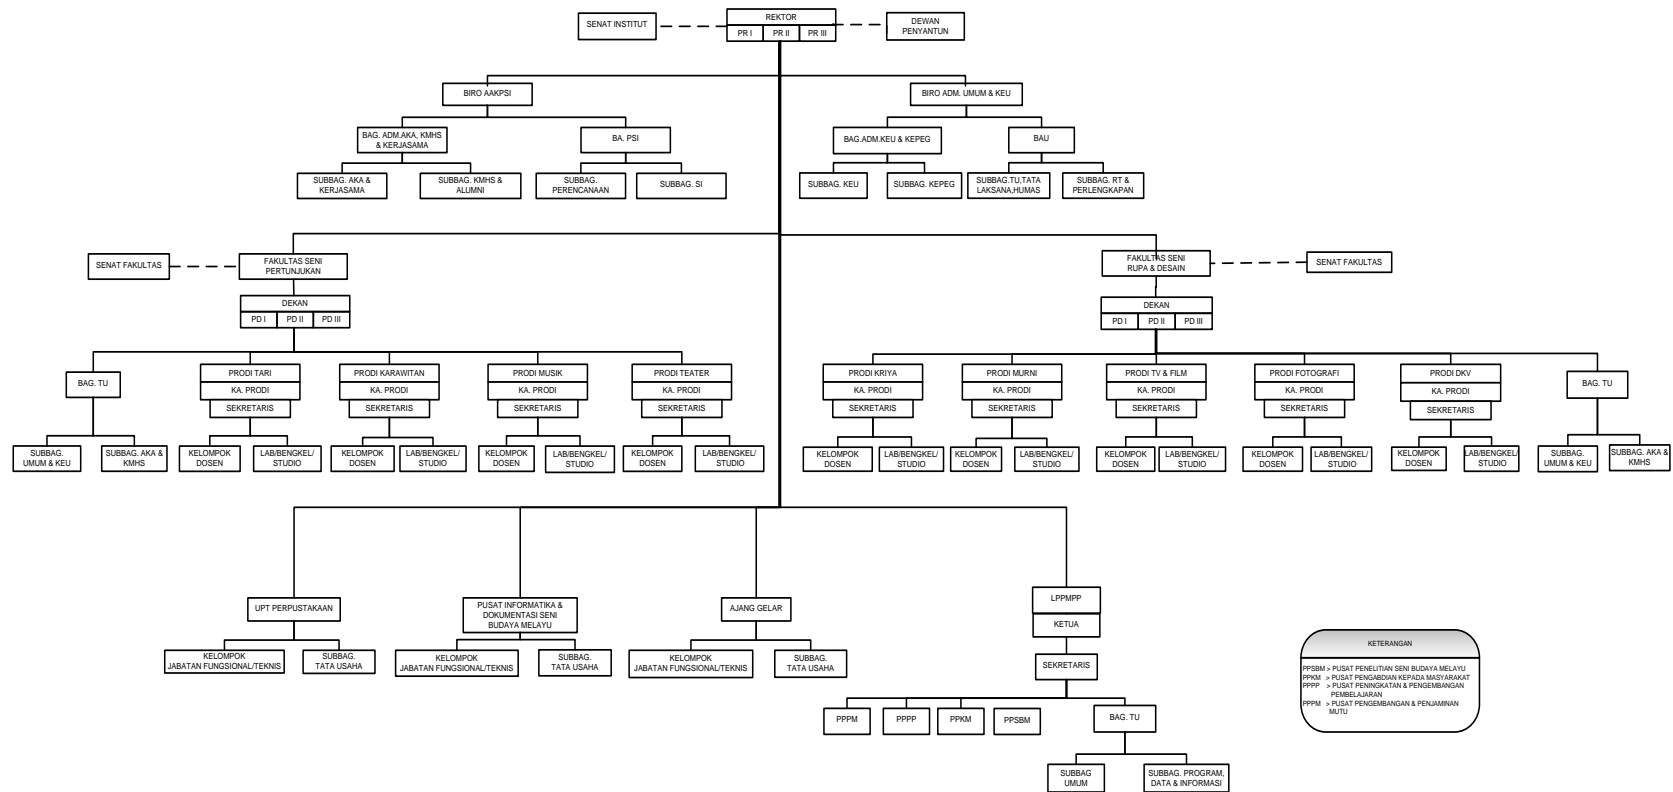 SENAT INSTITUT
REKTOR
PR I
PR II
PR III
DEWAN
PENYANTUN
BIRO AAKPSI
BIRO ADM. UMUM & KEU
BAG. ADM.AKA, KMHS
& KERJASAMA
BA. PSI
BAG.ADM.KEU & KEPEG
BAU
SUBBAG. AKA &
KERJASAMA
SUBBAG. KMHS &
ALUMNI
SUBBAG.
PERENCANAAN
SUBBAG. SI
SUBBAG. KEU
SUBBAG. KEPEG
SUBBAG.TU,TATA
LAKSANA,HUMAS
SUBBAG. RT &
PERLENGKAPAN
SENAT FAKULTAS
FAKULTAS SENI
PERTUNJUKAN
FAKULTAS SENI
RUPA & DESAIN
SENAT FAKULTAS
DEKAN
PD I
PD II
PD III
DEKAN
PD I
PD II
PD III
BAG. TU
PRODI TARI
KA. PRODI
SEKRETARIS
PRODI KARAWITAN
KA. PRODI
SEKRETARIS
PRODI MUSIK
KA. PRODI
SEKRETARIS
PRODI TEATER
KA. PRODI
SEKRETARIS
PRODI KRIYA
KA. PRODI
SEKRETARIS
PRODI MURNI
KA. PRODI
SEKRETARIS
PRODI TV & FILM
KA. PRODI
SEKRETARIS
PRODI FOTOGRAFI
KA. PRODI
SEKRETARIS
PRODI DKV
KA. PRODI
SEKRETARIS
BAG. TU
SUBBAG.
UMUM & KEU
SUBBAG. AKA &
KMHS
KELOMPOK
DOSEN
LAB/BENGKEL/
STUDIO
KELOMPOK
DOSEN
LAB/BENGKEL/
STUDIO
KELOMPOK
DOSEN
LAB/BENGKEL/
STUDIO
KELOMPOK
DOSEN
LAB/BENGKEL/
STUDIO
KELOMPOK
DOSEN
LAB/BENGKEL/
STUDIO
KELOMPOK
DOSEN
LAB/BENGKEL/
STUDIO
KELOMPOK
DOSEN
LAB/BENGKEL/
STUDIO
KELOMPOK
DOSEN
LAB/BENGKEL/
STUDIO
KELOMPOK
DOSEN
LAB/BENGKEL/
STUDIO
SUBBAG.
UMUM & KEU
SUBBAG. AKA &
KMHS
UPT PERPUSTAKAAN
PUSAT INFORMATIKA &
DOKUMENTASI SENI
BUDAYA MELAYU
AJANG GELAR
LPPMPP
KETUA
SEKRETARIS
KELOMPOK
JABATAN FUNGSIONAL/TEKNIS
SUBBAG.
TATA USAHA
KELOMPOK
JABATAN FUNGSIONAL/TEKNIS
SUBBAG.
TATA USAHA
KELOMPOK
JABATAN FUNGSIONAL/TEKNIS
SUBBAG.
TATA USAHA
PPPM
PPPP
PPKM
PPSBM
BAG. TU
SUBBAG
UMUM
SUBBAG. PROGRAM,
DATA & INFORMASI
KETERANGAN
PPSBM > PUSAT PENELITIAN SENI BUDAYA MELAYU
PPKM > PUSAT PENGABDIAN KEPADA MASYARAKAT
PPPP > PUSAT PENINGKATAN & PENGEMBANGAN
PEMBELAJARAN
PPPM > PUSAT PENGEMBANGAN & PENJAMINAN
MUTU